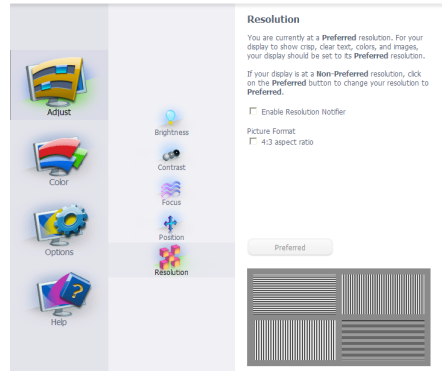 Resolution
You are currently at a Preferred resolution. For your
display to show crisp, clear text, colors, and images,
your display should be set to its Preferred resolution.
If your display is at a Non-Preferred resolution, click
on the Preferred button to change your resolution to
Preferred.
Enable Resolution Notifier
Picture Format
4:3 aspect ratio
Preferred
Adjust
Color
Options
Help
Brightness
Contrast
Focus
Position
Resolution